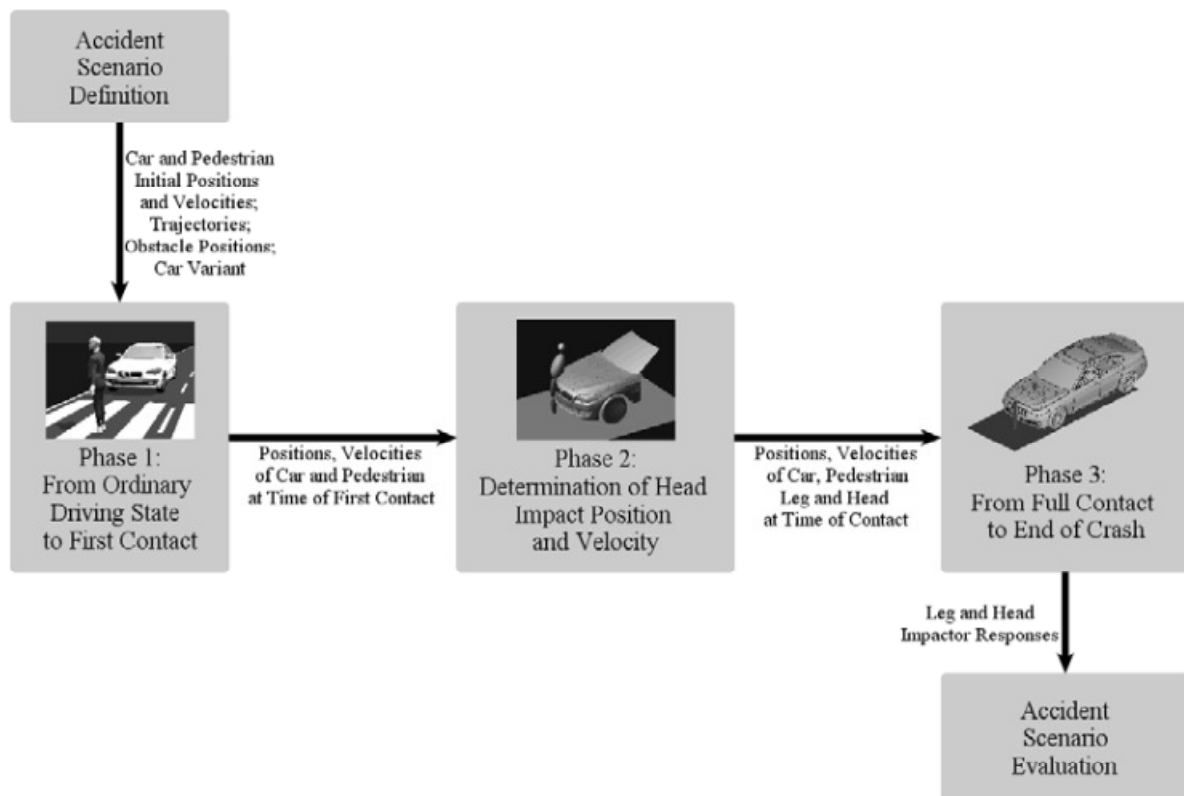 Accident
Scenario
Definition
Car and Pedestrian
Initial Positions
and Velocities;
Trajectories;
Obstacle Positions;
Car Variant
Phase 1:
From Ordinary
Driving State
to First Contact
Positions, Velocities
of Car and Pedestrian
at Time of First Contact
Phase 2:
Determination of Head
Impact Position
and Velocity
Positions, Velocities
of Car, Pedestrian
Leg and Head
at Time of Contact
Phase 3:
From Full Contact
to End of Crash
Leg and Head
Impactor Responses
Accident
Scenario
Evaluation